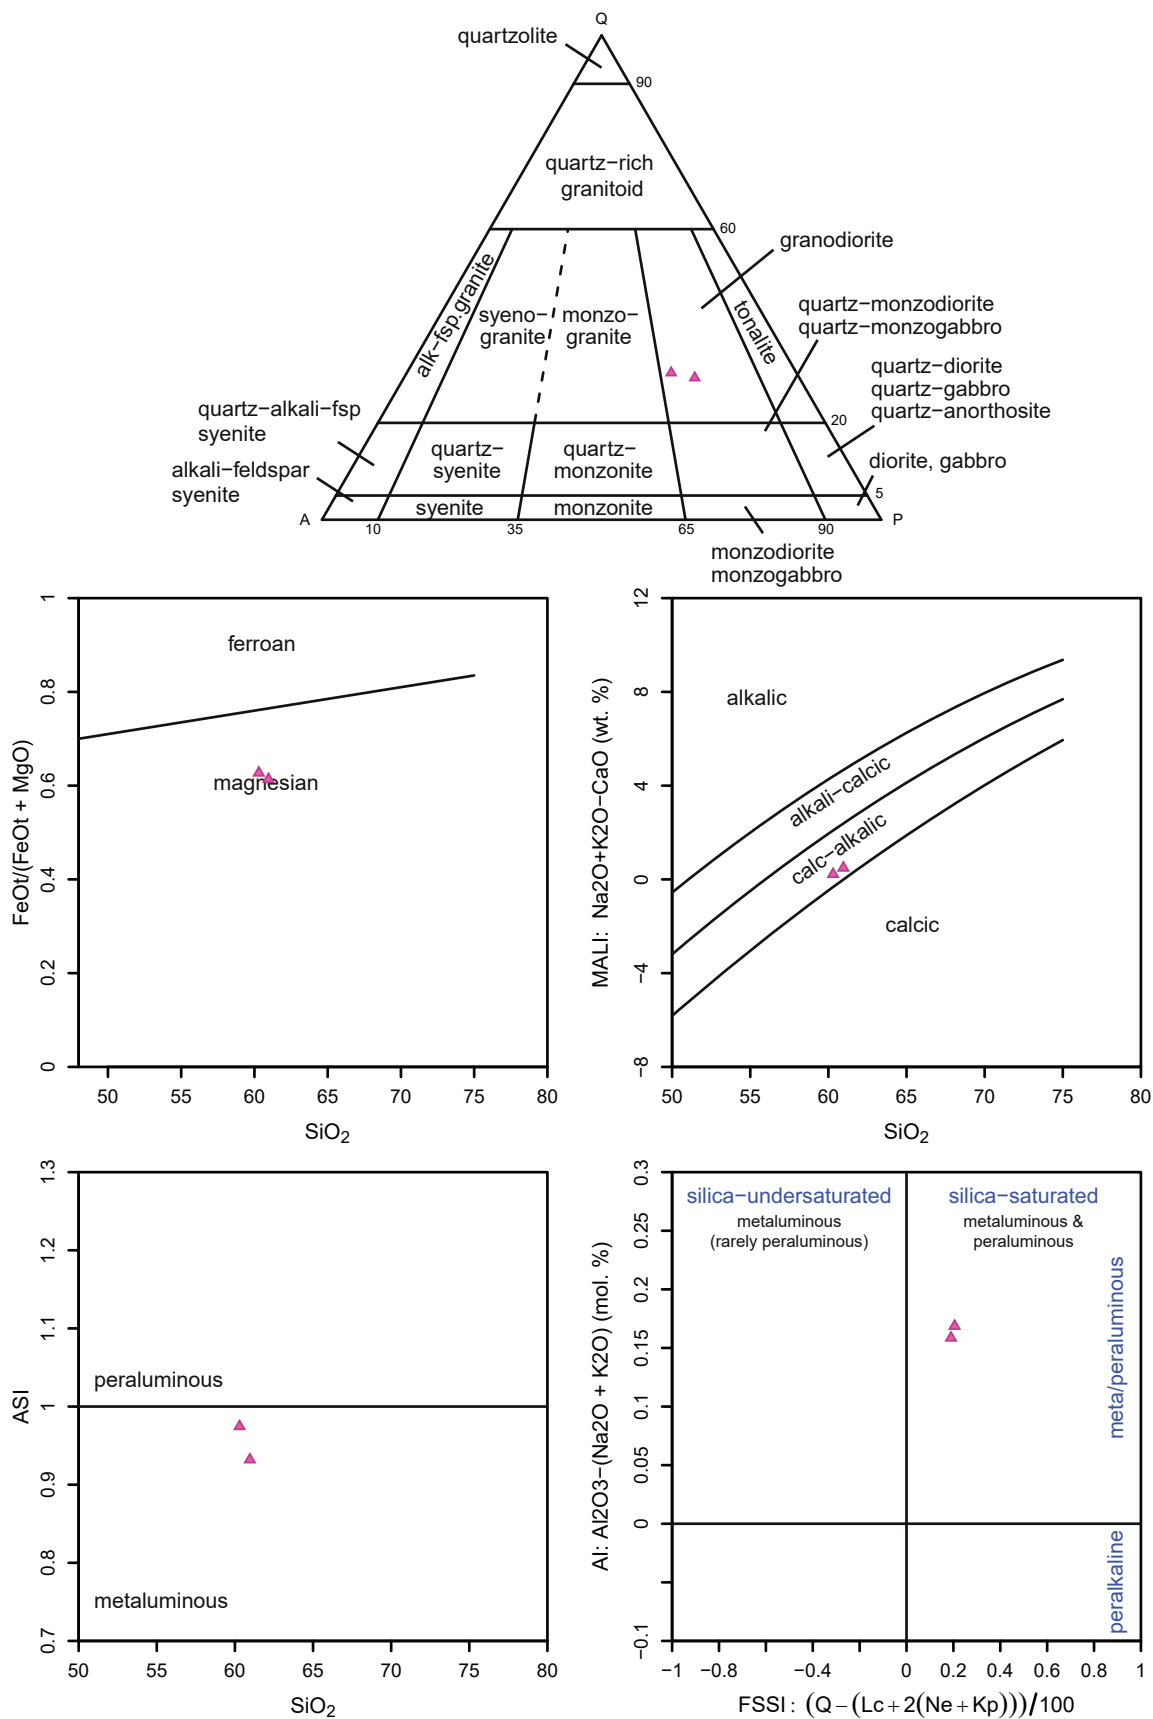 Q
quartzolite
90
quartz−rich
granitoid
60
granodiorite
alk−fsp.granite
syeno-
granite
monzo-
granite
tonalite
quartz−monzodiorite
quartz−monzogabbro
quartz−diorite
quartz−gabbro
quartz−anorthosite
20
quartz−alkali−fsp
syenite
quartz-
syenite
quartz-
monzonite
diorite, gabbro
alkali−feldspar
syenite
5
syenite
monzonite
A
P
10
35
65
90
monzodiorite
monzogabbro
FeOt/(FeOt + MgO)
1
0.8
0.6
0.4
0.2
0
ferroan
magnesian
50 55 60 65 70 75 80
SiO₂
MALI: Na2O+K2O−CaO (wt. %)
12
8
4
0
−4
−8
alkalic
alkali−calcic
calc−alkalic
calcic
50 55 60 65 70 75 80
SiO₂
ASI
1.3
1.2
1.1
1
0.9
0.8
0.7
peraluminous
metaluminous
50 55 60 65 70 75 80
SiO₂
AI: Al2O3−(Na2O + K2O) (mol. %)
0.3
0.25
0.2
0.15
0.1
0.05
0
−0.1
silica−undersaturated
metaluminous
(rarely peraluminous)
silica−saturated
metaluminous &
peraluminous
meta/peraluminous
peralkaline
−1 −0.8 −0.4 0 0.2 0.4 0.6 0.8 1
FSSI: (Q−(Lc+2(Ne+Kp)))/100